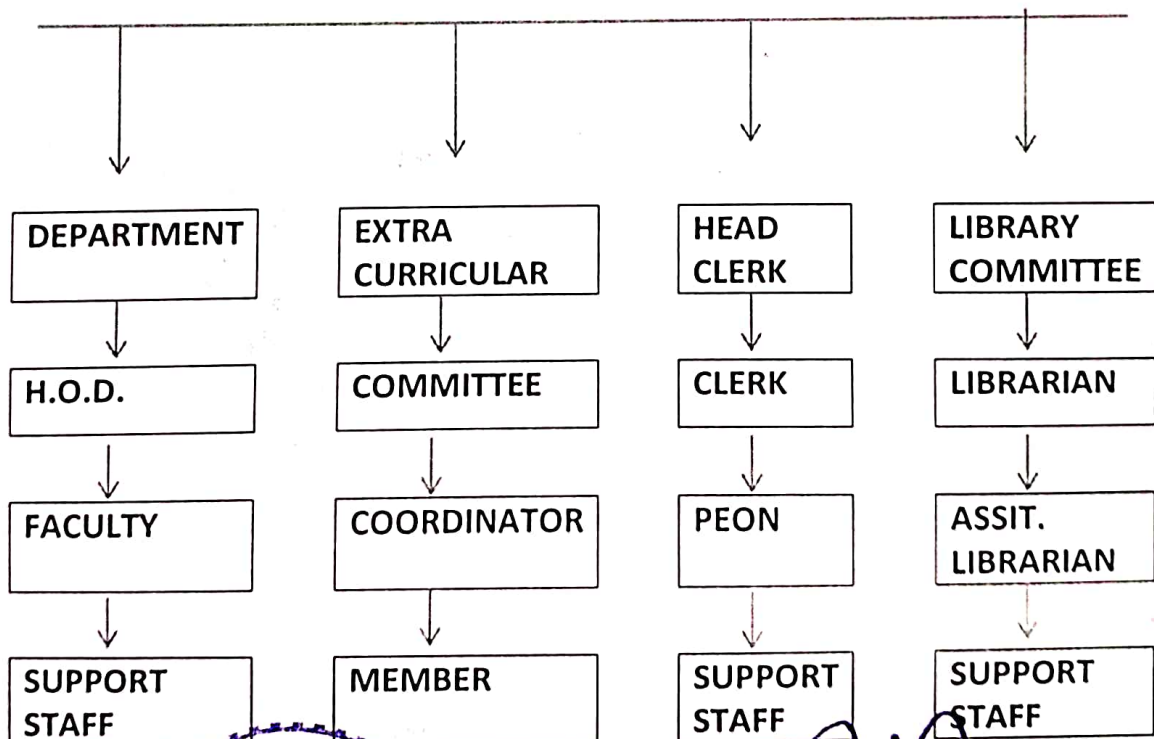 DEPARTMENT
EXTRA
CURRICULAR
HEAD
CLERK
LIBRARY
COMMITTEE
H.O.D.
COMMITTEE
CLERK
LIBRARIAN
FACULTY
COORDINATOR
PEON
ASSIT.
LIBRARIAN
SUPPORT
STAFF
MEMBER
SUPPORT
STAFF
SUPPORT
STAFF